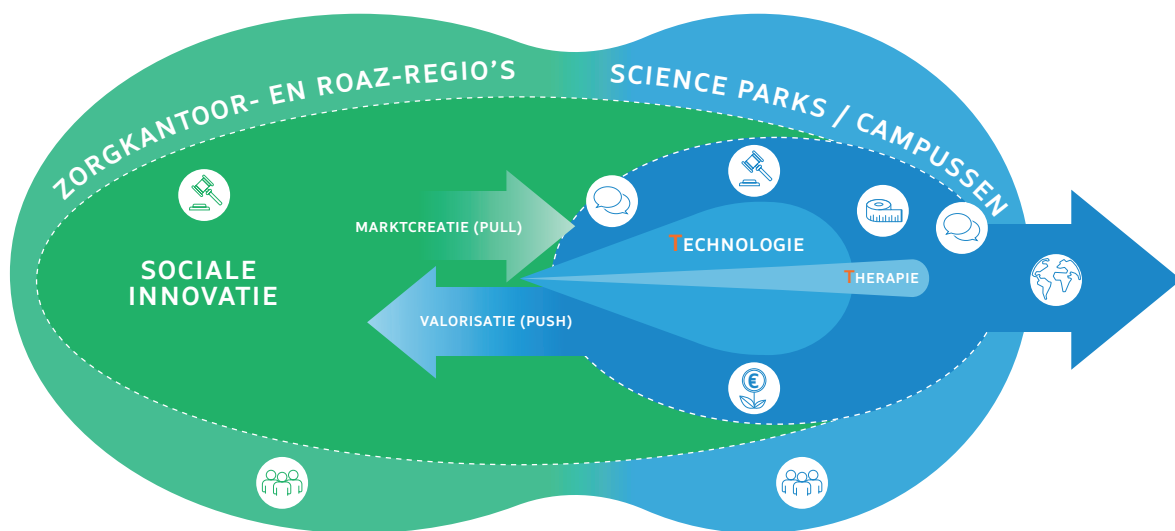 ZORGKANTOOR- EN ROAZ-REGIO'S
SCIENCE PARKS / CAMPUSSEN
MARKTCREATIE (PULL)
TECHNOLOGIE
SOCIALE
INNOVATIE
THERAPIE
VALORISATIE (PUSH)
€